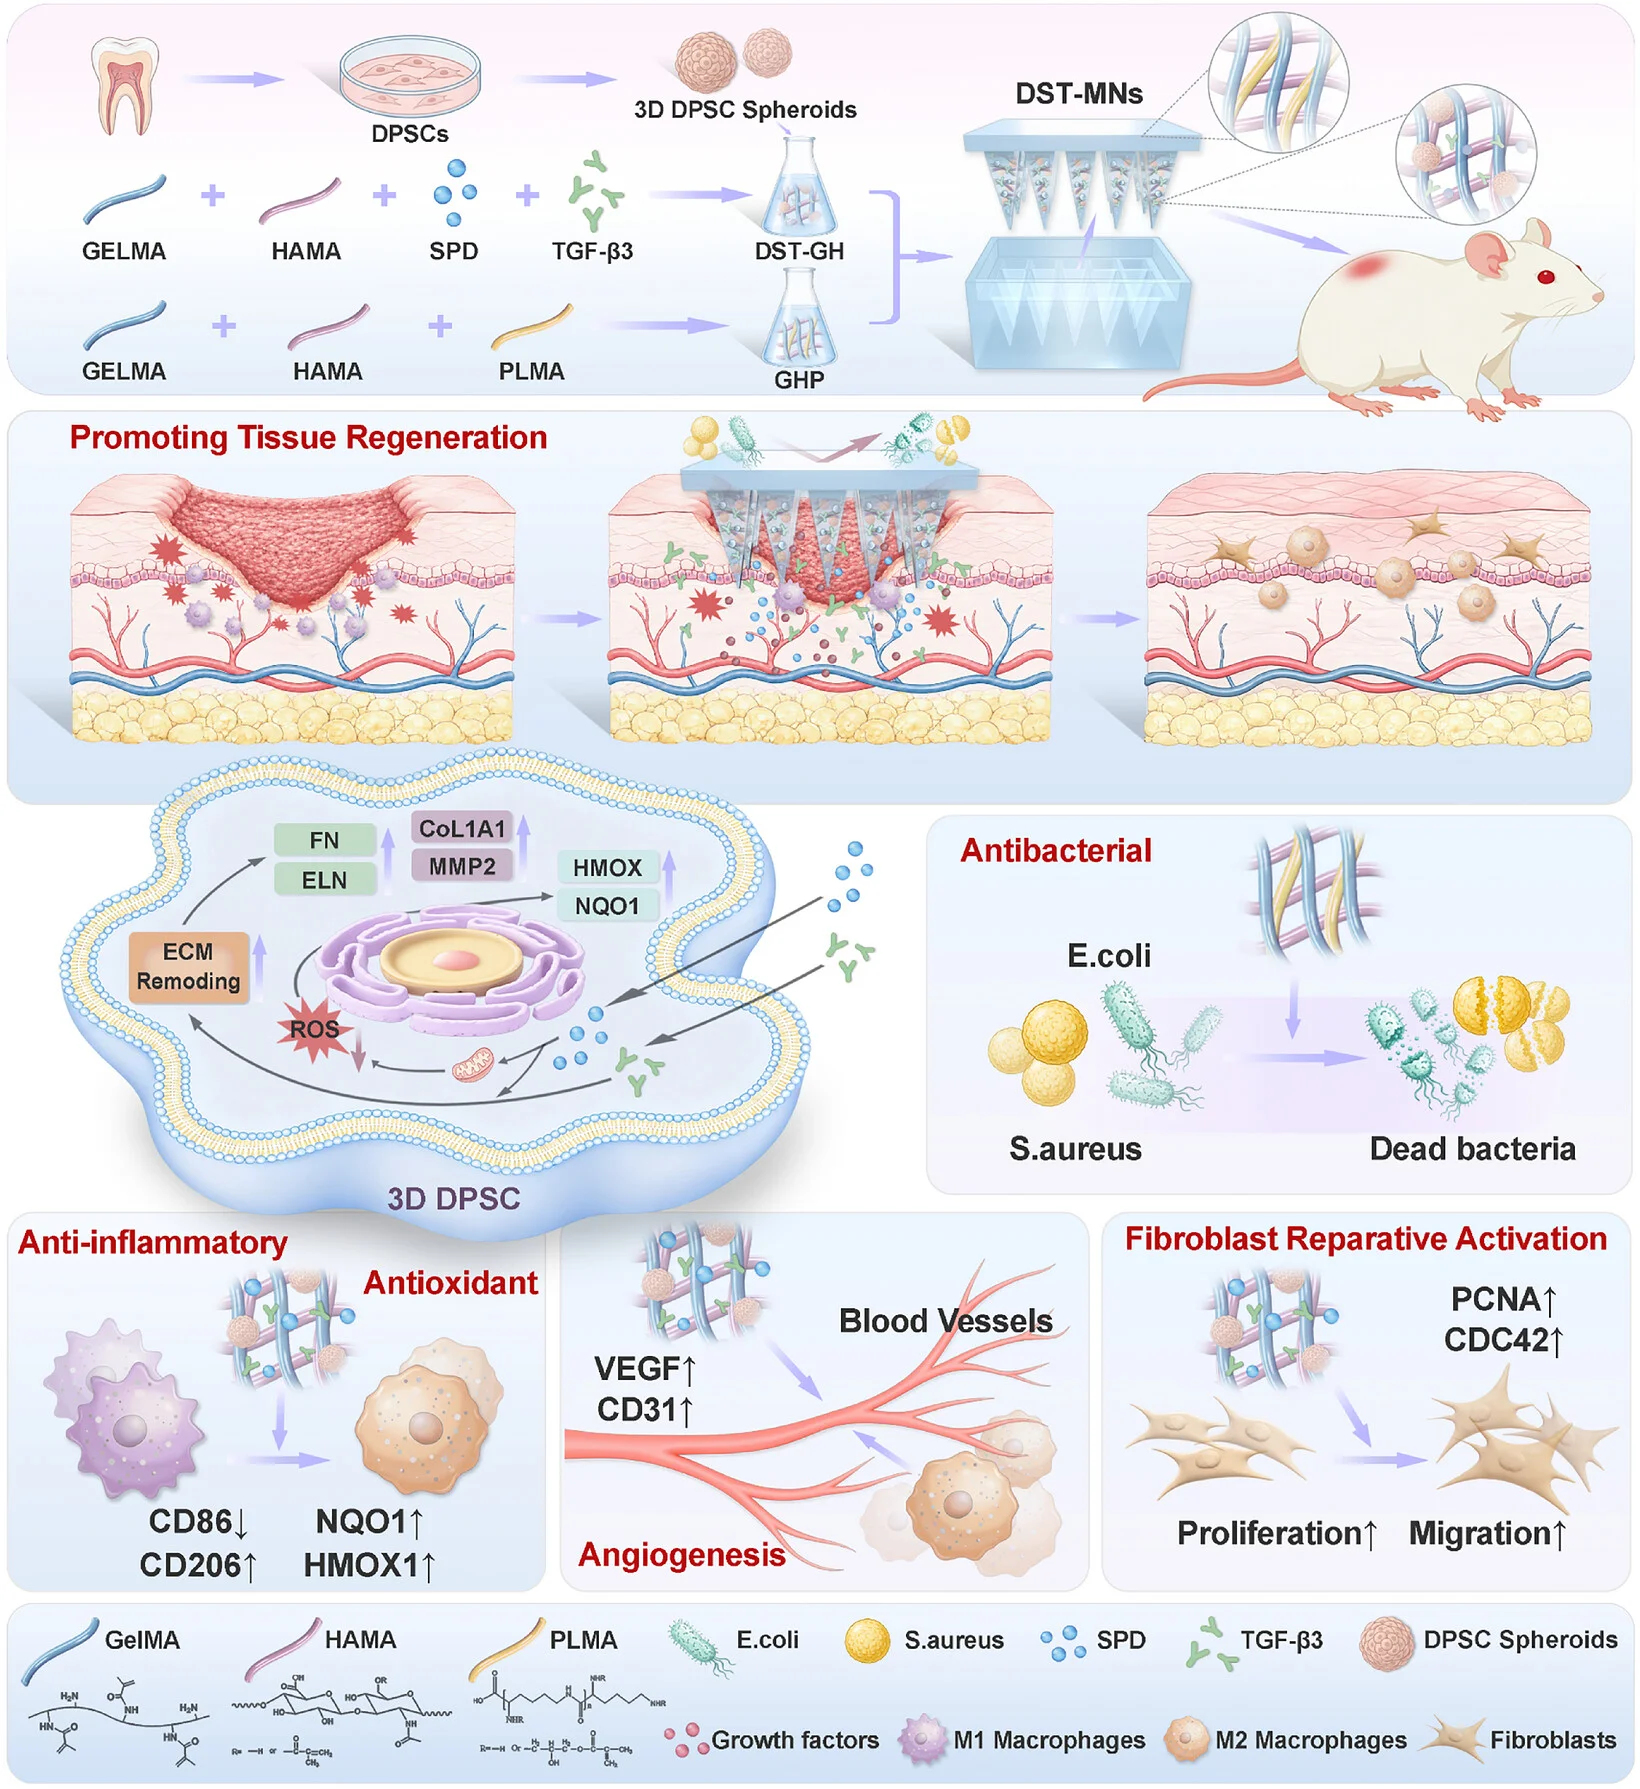 DPSCs
3D DPSC Spheroids
DST-MNs
GELMA
+
HAMA
+
SPD
+
TGF-β3
DST-GH
GELMA
+
HAMA
+
PLMA
GHP
Promoting Tissue Regeneration
FN
ELN
CoL1A1
MMP2
HMOX
NQO1
ECM
Remoding
ROS
3D DPSC
Antibacterial
E.coli
S.aureus
Dead bacteria
Anti-inflammatory
Antioxidant
CD86↓
CD206↑
NQO1↑
HMOX1↑
Blood Vessels
VEGF↑
CD31↑
Angiogenesis
Fibroblast Reparative Activation
PCNA↑
CDC42↑
Proliferation↑
Migration↑
GelMA
HAMA
PLMA
E.coli
S.aureus
SPD
TGF-β3
DPSC Spheroids
Growth factors
M1 Macrophages
M2 Macrophages
Fibroblasts